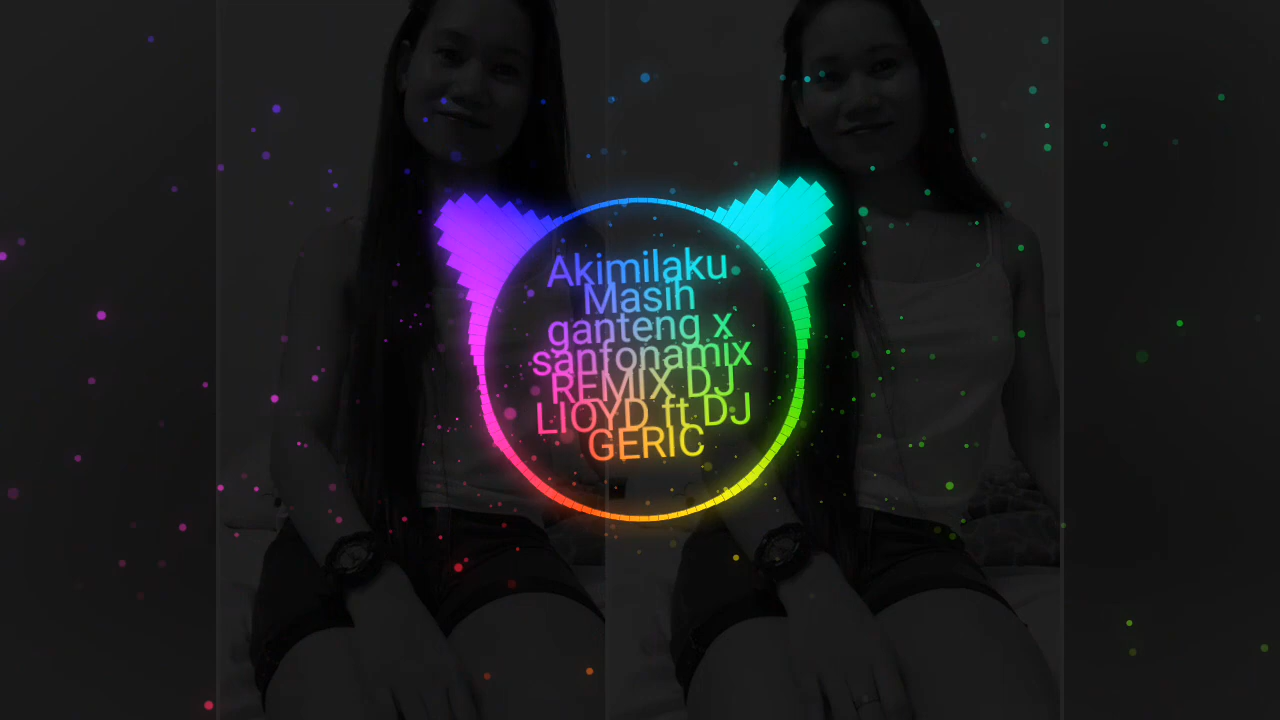 Akimilaku
Masih
ganteng x
sanfonamix
REMIX DJ
LIOYD ft DJ
GERIC